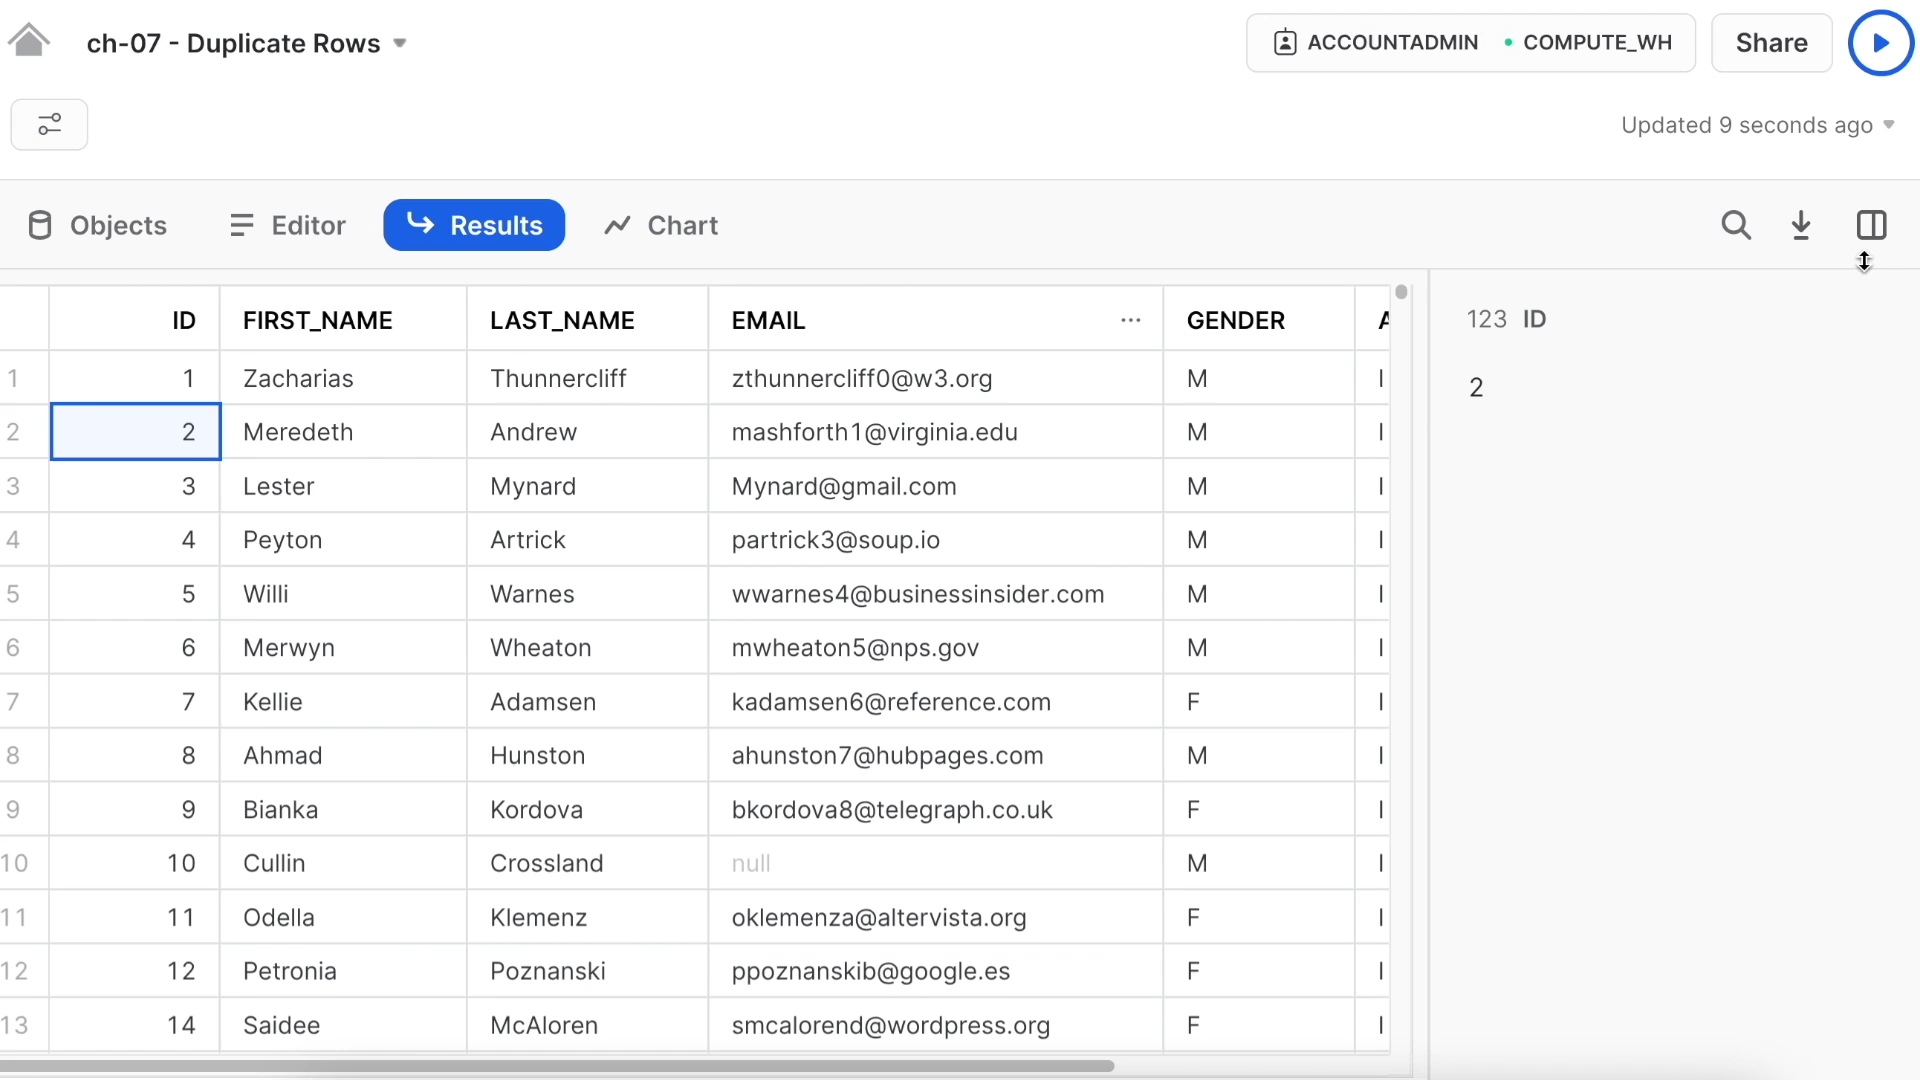 ch-07 - Duplicate Rows
ACCOUNTADMIN COMPUTE_WH
Share
Updated 9 seconds ago
Objects Editor Results Chart
ID FIRST_NAME LAST_NAME EMAIL ... GENDER A
1 1 Zacharias Thunnercliff zthunnercliff0@w3.org M I
2 2 Meredeth Andrew mashforth1@virginia.edu M I
3 3 Lester Mynard Mynard@gmail.com M I
4 4 Peyton Artrick partrick3@soup.io M I
5 5 Willi Warnes wwarnes4@businessinsider.com M I
6 6 Merwyn Wheaton mwheaton5@nps.gov M I
7 7 Kellie Adamsen kadamsen6@reference.com F I
8 8 Ahmad Hunston ahunston7@hubpages.com M I
9 9 Bianka Kordova bkordova8@telegraph.co.uk F I
10 10 Cullin Crossland null M I
11 11 Odella Klemenz oklemenza@altervista.org F I
12 12 Petronia Poznanski ppoznanskib@google.es F I
13 14 Saidee McAloren smcalorend@wordpress.org F I
123 ID
2